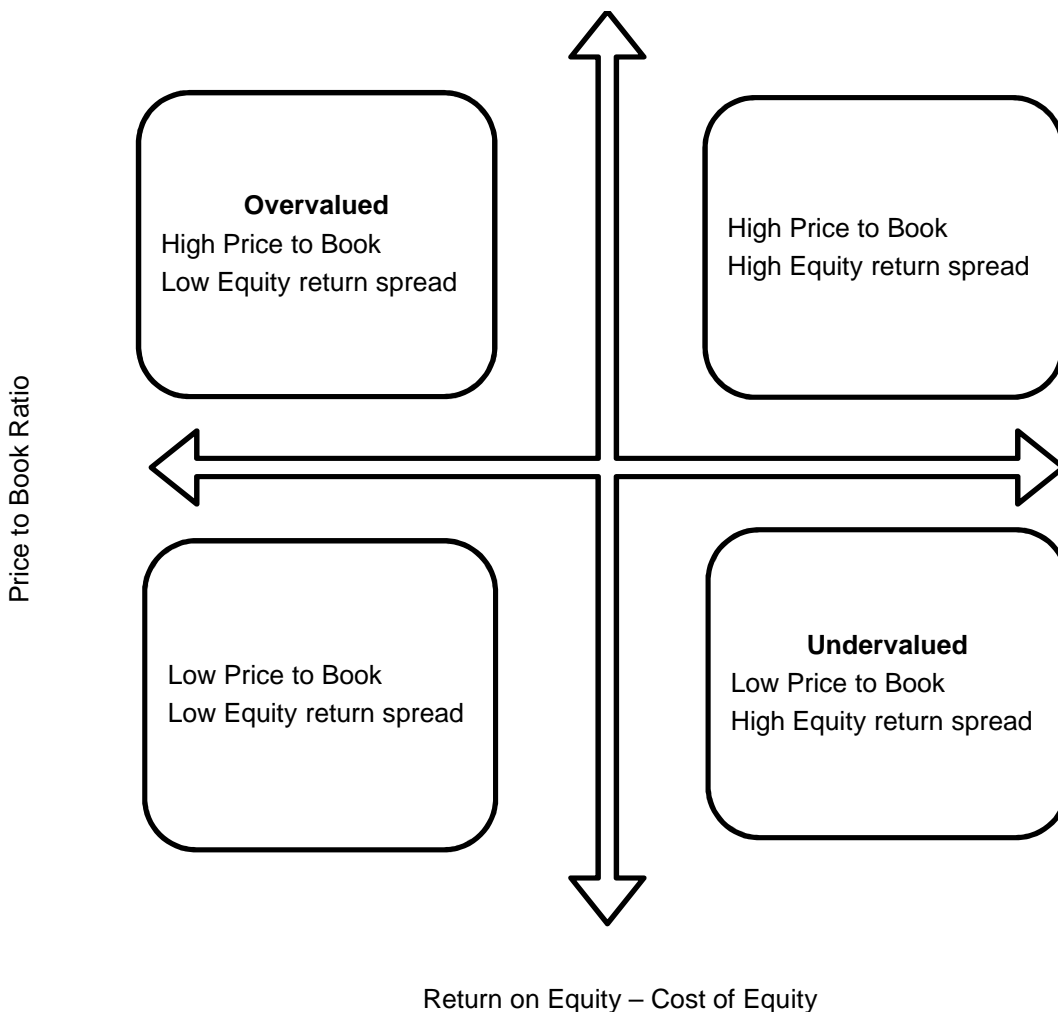 Overvalued
High Price to Book
Low Equity return spread
High Price to Book
High Equity return spread
Price to Book Ratio
Low Price to Book
Low Equity return spread
Undervalued
Low Price to Book
High Equity return spread
Return on Equity – Cost of Equity